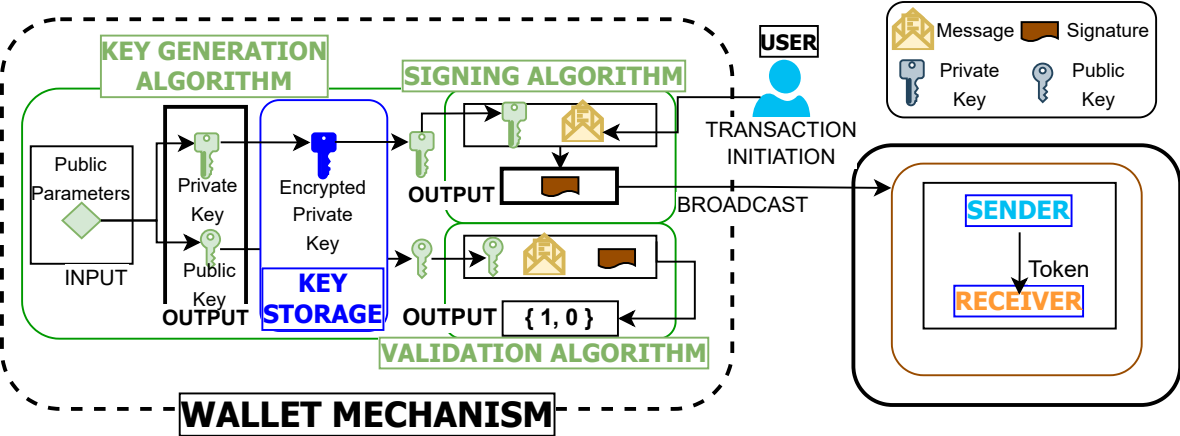 KEY GENERATION
ALGORITHM
SIGNING ALGORITHM
USER
TRANSACTION
INITIATION
Message
Signature
Private
Key
Public
Key
Public
Parameters
INPUT
Private
Key
Public
Key
OUTPUT
Encrypted
Private
Key
KEY
STORAGE
OUTPUT
BROADCAST
OUTPUT
{ 1, 0 }
VALIDATION ALGORITHM
WALLET MECHANISM
SENDER
Token
RECEIVER